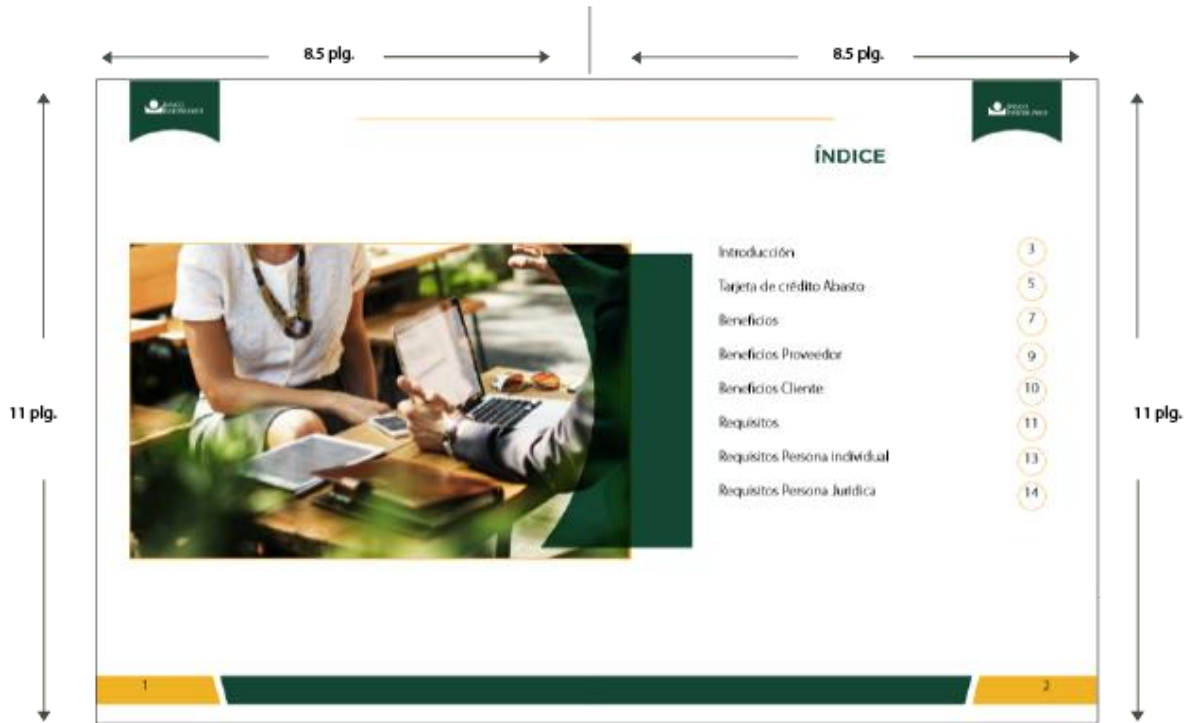 8.5 plg.
8.5 plg.
ÍNDICE
Introducción 3
Tarjeta de crédito Abasto 5
Beneficios 7
Beneficios Proveedor 9
Beneficios Cliente 10
Requisitos 11
Requisitos Persona individual 13
Requisitos Persona Jurídica 14
11 plg.
11 plg.
1
2